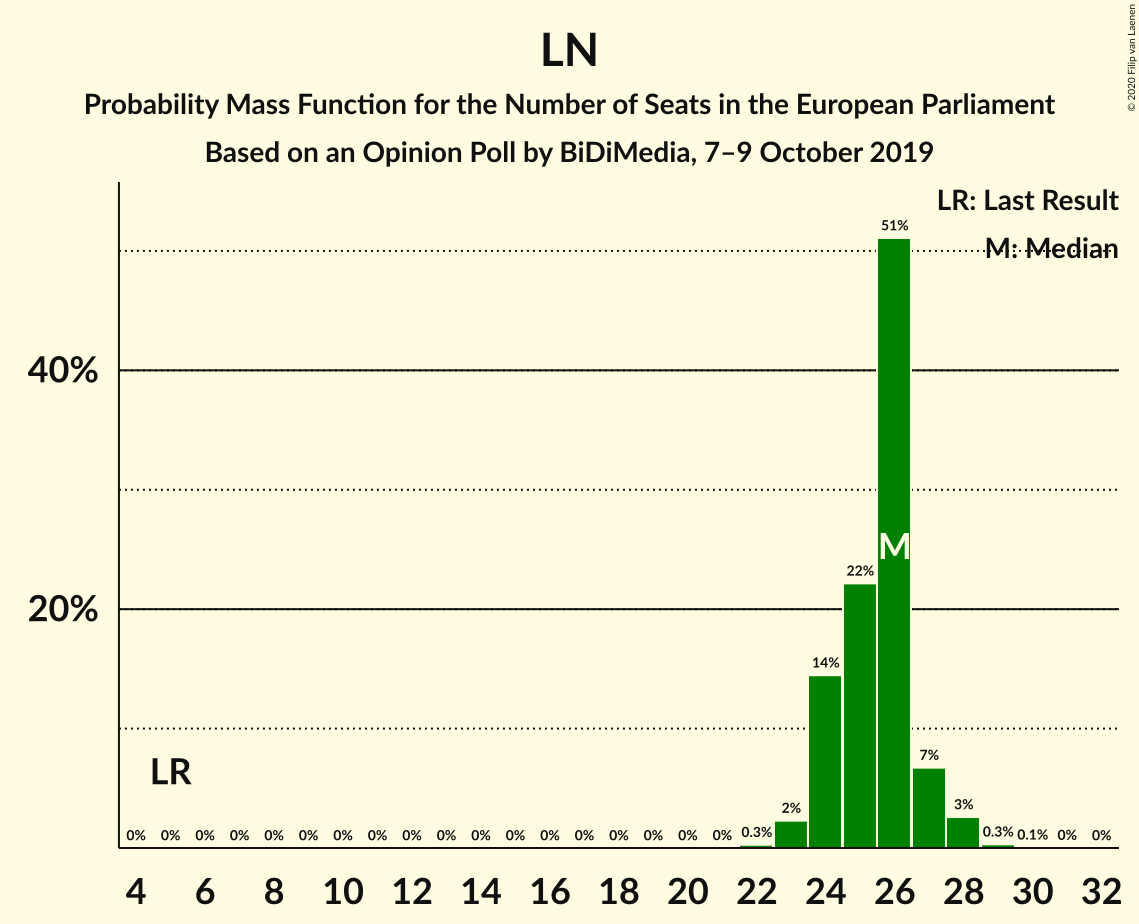 © 2020 Filip van Laenen
LN
Probability Mass Function for the Number of Seats in the European Parliament
Based on an Opinion Poll by BiDiMedia, 7–9 October 2019
LR: Last Result
M: Median
51%
40%
M
22%
20%
14%
LR
7%
3%
2%
0% 0% 0% 0% 0% 0% 0% 0% 0% 0% 0% 0% 0% 0% 0% 0% 0% 0% 0.3% 0.3% 0.1% 0% 0%
4 6 8 10 12 14 16 18 20 22 24 26 28 30 32